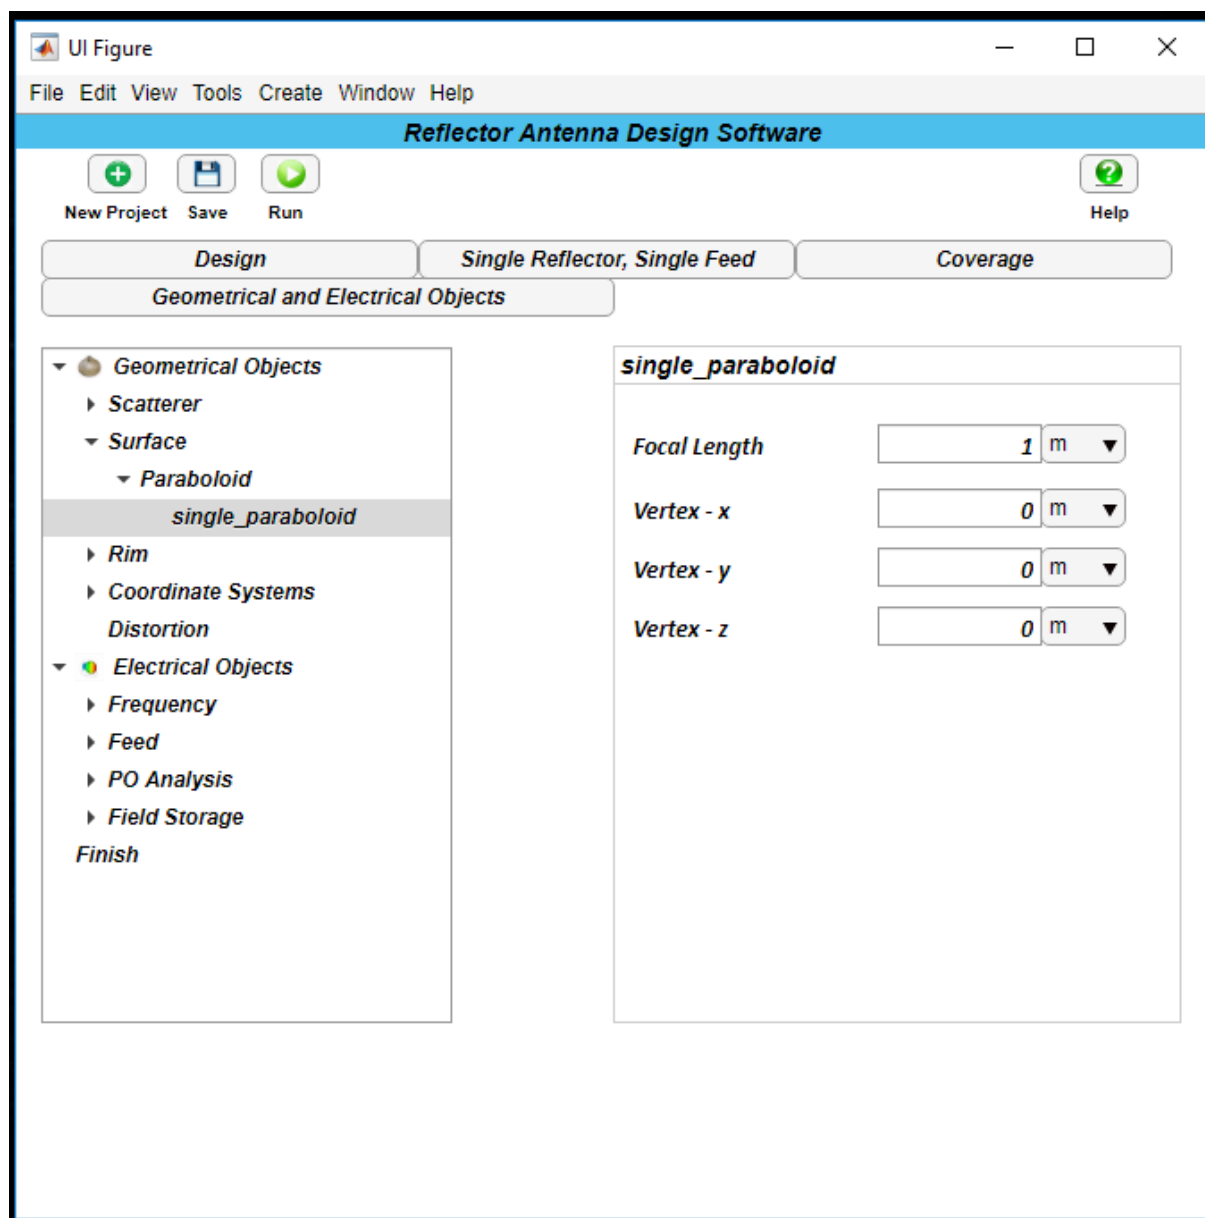 UI Figure
File Edit View Tools Create Window Help
Reflector Antenna Design Software
New Project Save Run Help
Design Single Reflector, Single Feed Coverage
Geometrical and Electrical Objects
Geometrical Objects
Scatterer
Surface
Paraboloid
single_paraboloid
Rim
Coordinate Systems
Distortion
Electrical Objects
Frequency
Feed
PO Analysis
Field Storage
Finish
single_paraboloid
Focal Length 1 m
Vertex - x 0 m
Vertex - y 0 m
Vertex - z 0 m